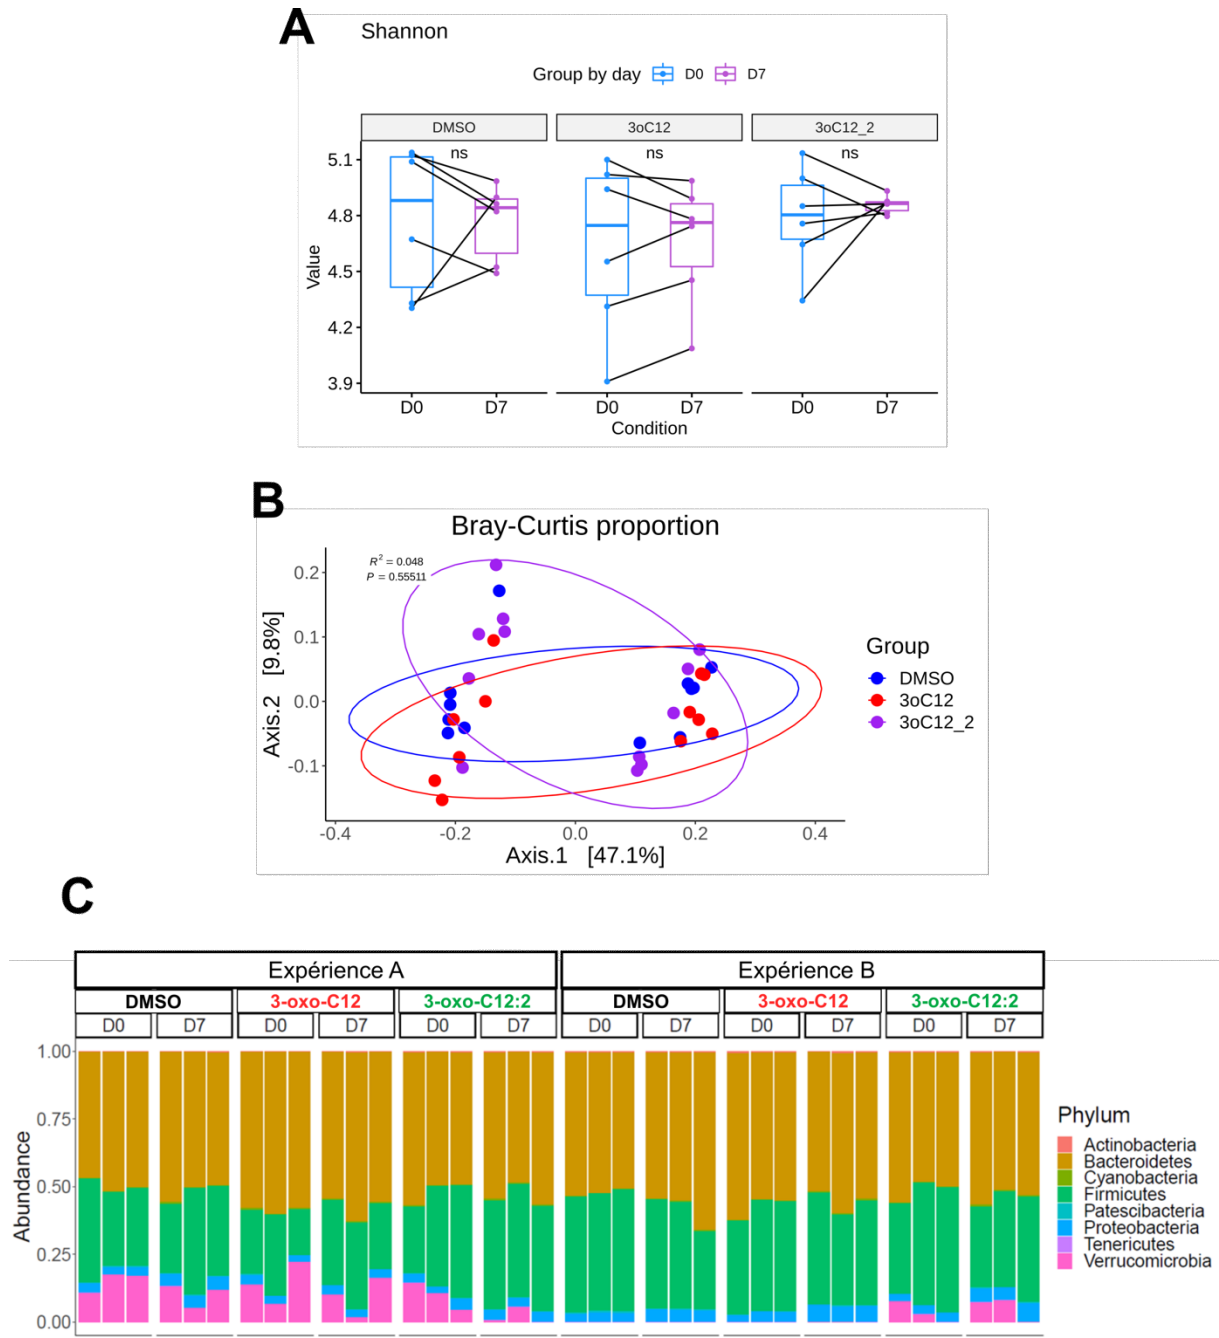 A
Shannon
Group by day D0 D7
DMSO 3oC12 3oC12_2
ns ns ns
5.1
4.8
4.5
4.2
3.9
Value
D0 D7 D0 D7 D0 D7
Condition
B
Bray-Curtis proportion
R² = 0.048
P = 0.55511
0.2
0.1
0.0
-0.1
Axis.2 [9.8%]
-0.4 -0.2 0.0 0.2 0.4
Axis.1 [47.1%]
Group
DMSO
3oC12
3oC12_2
C
Expérience A Expérience B
DMSO 3-oxo-C12 3-oxo-C12:2 DMSO 3-oxo-C12 3-oxo-C12:2
D0 D7 D0 D7 D0 D7 D0 D7 D0 D7 D0 D7
1.00
0.75
0.50
0.25
0.00
Abundance
Phylum
Actinobacteria
Bacteroidetes
Cyanobacteria
Firmicutes
Patescibacteria
Proteobacteria
Tenericutes
Verrucomicrobia